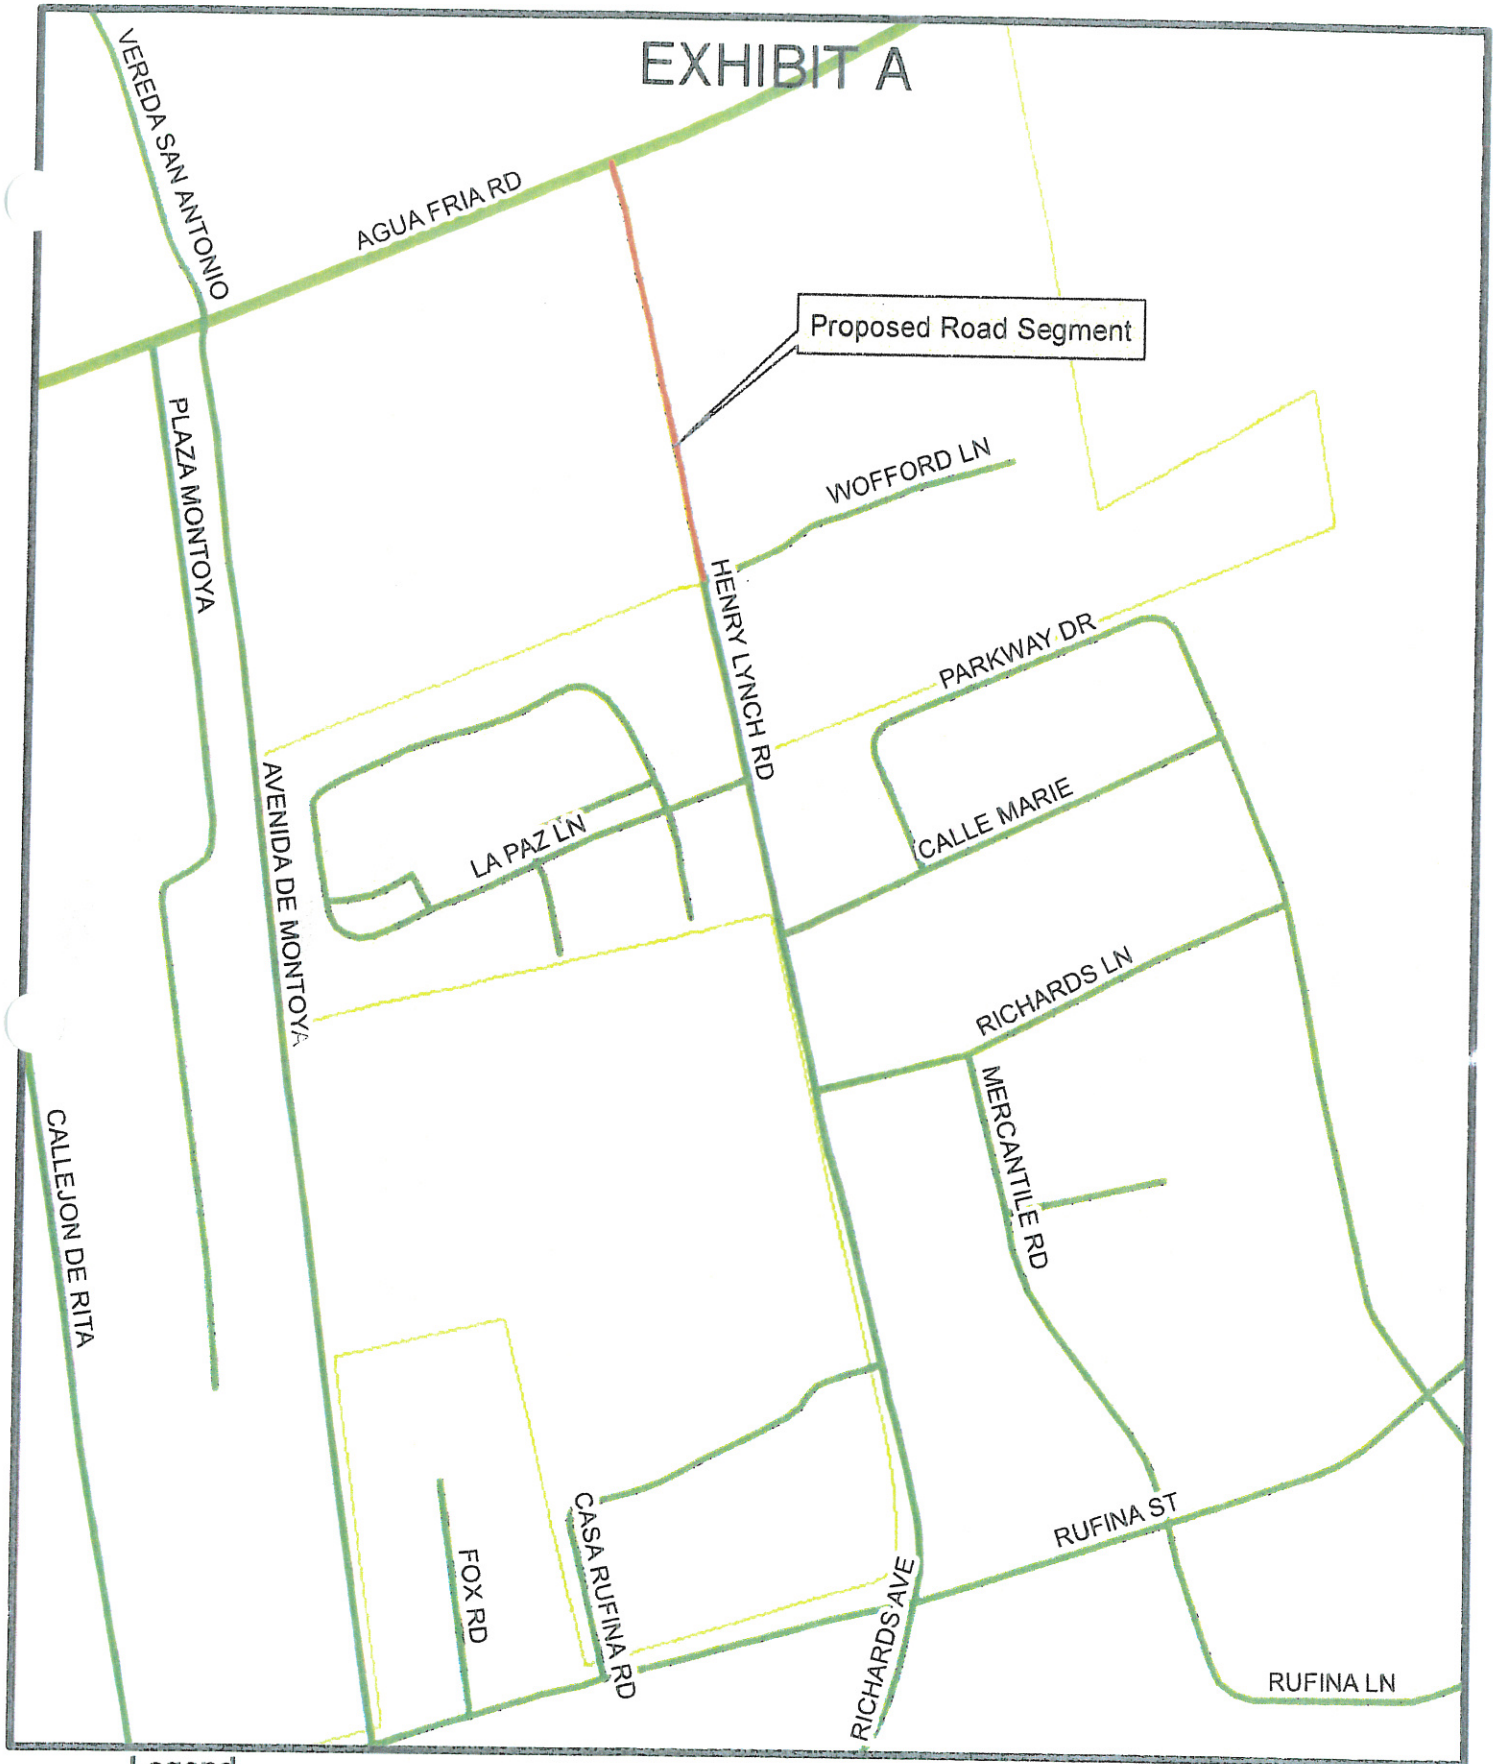 EXHIBIT A
VEREDA SAN ANTONIO
AGUA FRIA RD
Proposed Road Segment
PLAZA MONTOYA
WOFFORD LN
HENRY LYNCH RD
PARKWAY DR
AVENIDA DE MONTOYA
LA PAZ LN
CALLE MARIE
RICHARDS LN
MERCANTILE RD
CALLEJON DE RITA
FOX RD
CASA RUFINA RD
RUFINA ST
RICHARDS AVE
RUFINA LN
Legend